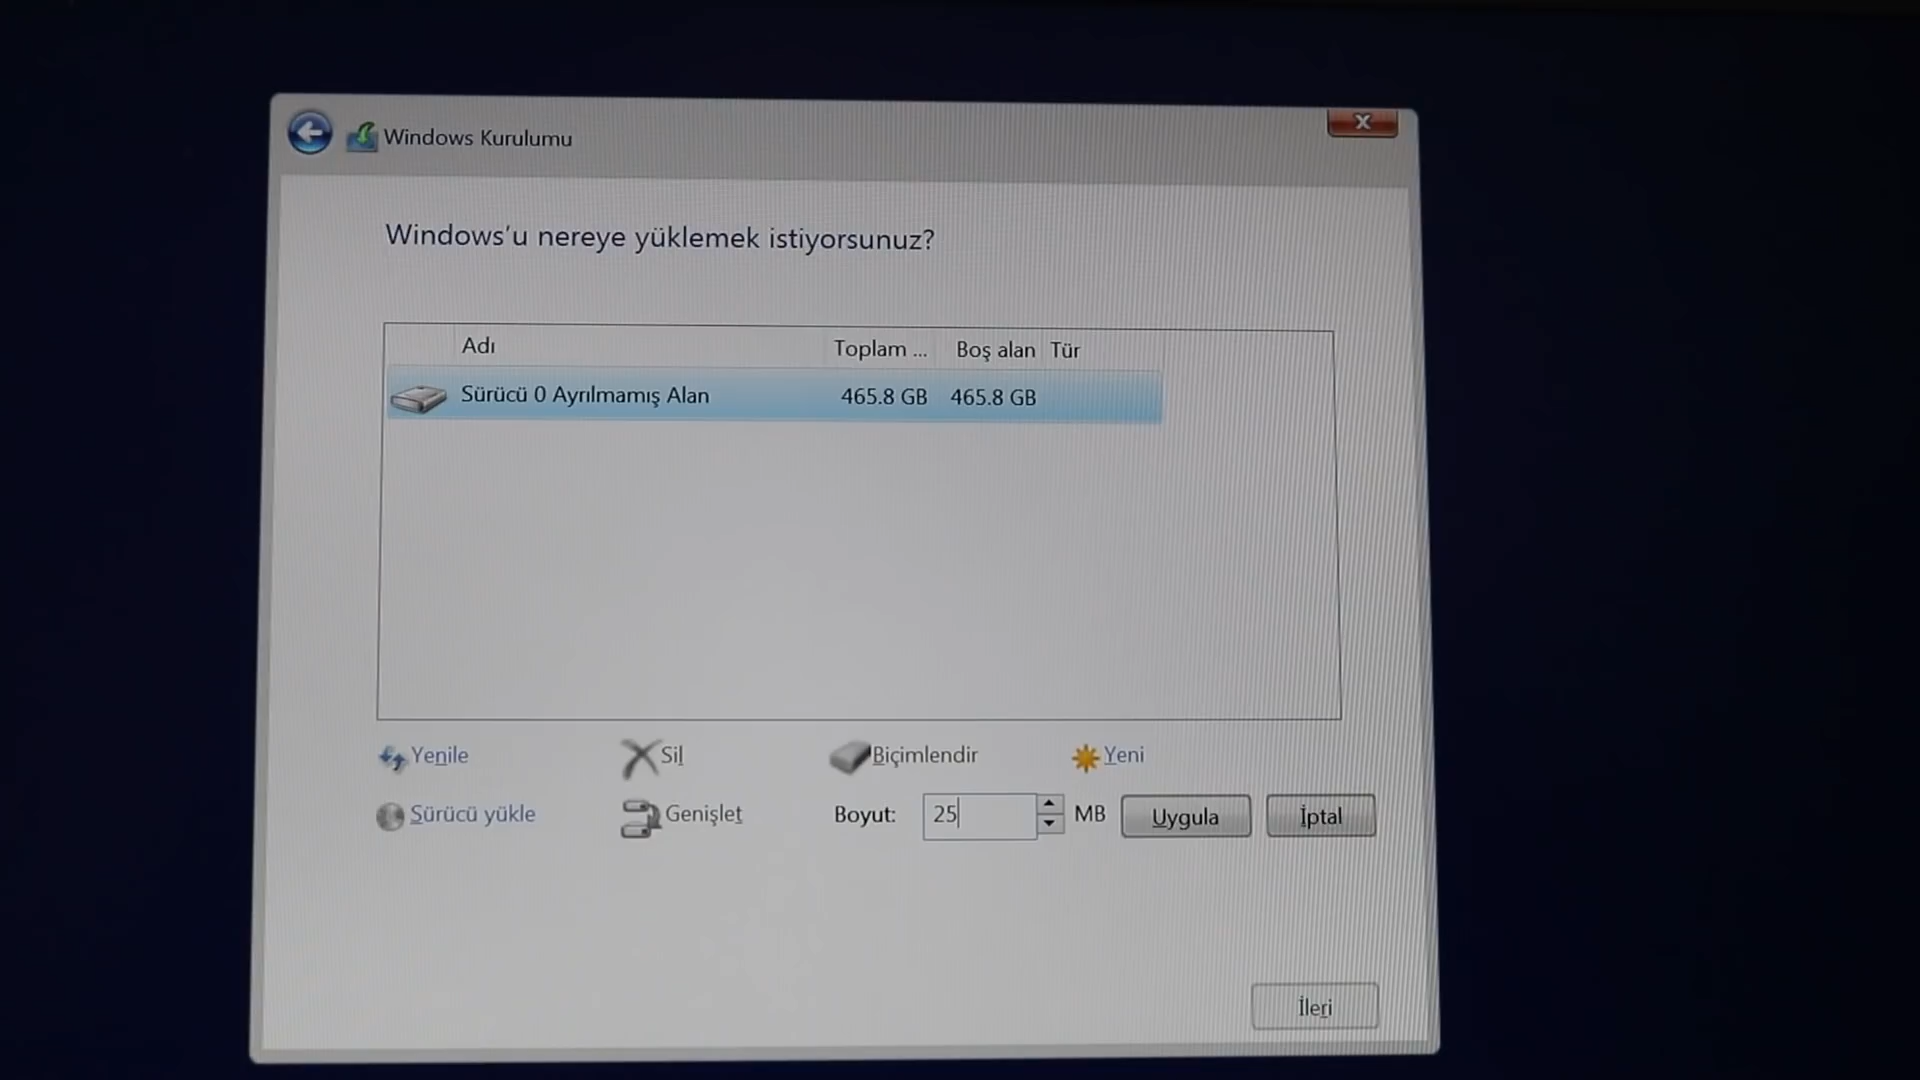 Windows Kurulumu
X
Windows'u nereye yüklemek istiyorsunuz?
Adı Toplam ... Boş alan Tür
Sürücü 0 Ayrılmamış Alan 465.8 GB 465.8 GB
Yenile Sil Biçimlendir Yeni
Sürücü yükle Genişlet Boyut: 25 MB Uygula İptal
İleri